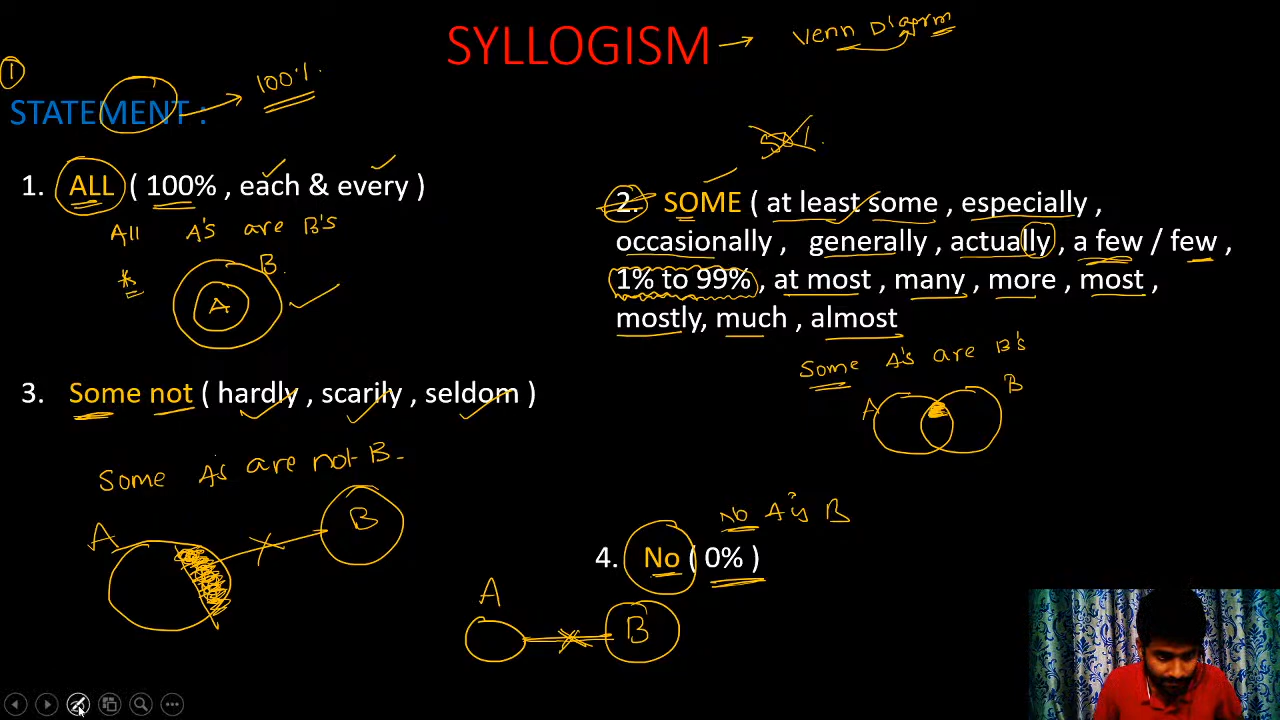 SYLLOGISM → Venn Diagrm
①
STATEMENT : 100%
1. ALL ( 100% , each & every )
All A's are B's
*
B
A
50%
2. SOME ( at least some , especially ,
occasionally , generally , actually , a few / few ,
1% to 99% , at most , many , more , most ,
mostly, much , almost
Some A's are B's
A B
3. Some not ( hardly , scarily , seldom )
Some A's are not B
A B
No A is B
4. No ( 0% )
A
B